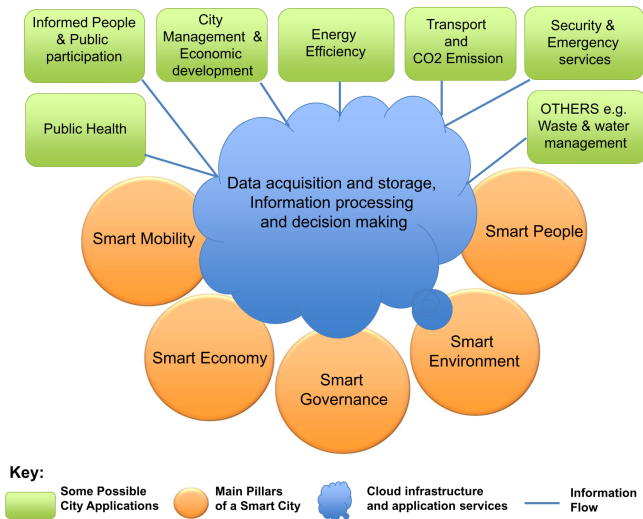 Informed People
& Public
participation
City
Management &
Economic
development
Energy
Efficiency
Transport
and
CO2 Emission
Security &
Emergency
services
Public Health
OTHERS e.g.
Waste & water
management
Data acquisition and storage,
Information processing
and decision making
Smart Mobility
Smart People
Smart Economy
Smart
Governance
Smart
Environment
Key:
Some Possible
City Applications
Main Pillars
of a Smart City
Cloud infrastructure
and application services
Information
Flow